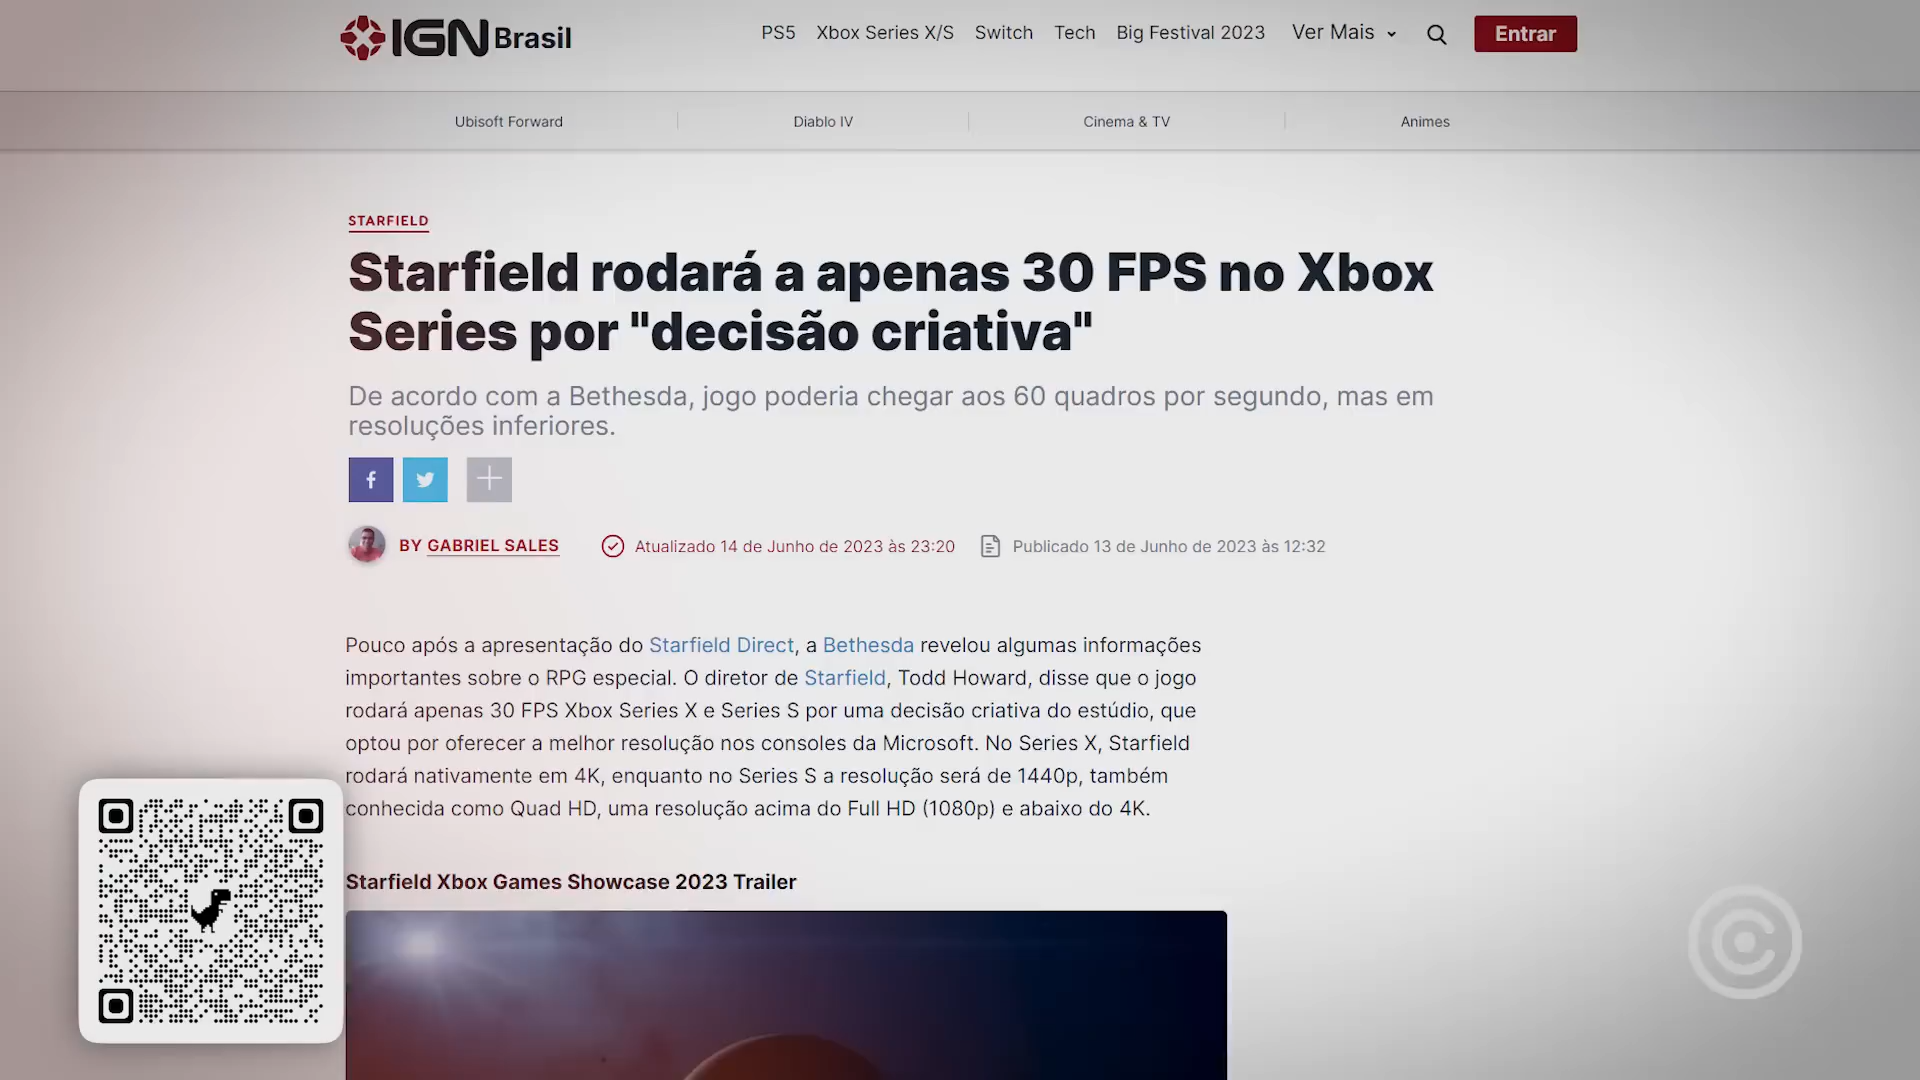 IGN Brasil
PS5 Xbox Series X/S Switch Tech Big Festival 2023 Ver Mais Entrar
Ubisoft Forward Diablo IV Cinema & TV Animes
STARFIELD
Starfield rodará a apenas 30 FPS no Xbox
Series por "decisão criativa"
De acordo com a Bethesda, jogo poderia chegar aos 60 quadros por segundo, mas em
resoluções inferiores.
BY GABRIEL SALES Atualizado 14 de Junho de 2023 às 23:20 Publicado 13 de Junho de 2023 às 12:32
Pouco após a apresentação do Starfield Direct, a Bethesda revelou algumas informações
importantes sobre o RPG especial. O diretor de Starfield, Todd Howard, disse que o jogo
rodará apenas 30 FPS Xbox Series X e Series S por uma decisão criativa do estúdio, que
optou por oferecer a melhor resolução nos consoles da Microsoft. No Series X, Starfield
rodará nativamente em 4K, enquanto no Series S a resolução será de 1440p, também
conhecida como Quad HD, uma resolução acima do Full HD (1080p) e abaixo do 4K.
Starfield Xbox Games Showcase 2023 Trailer